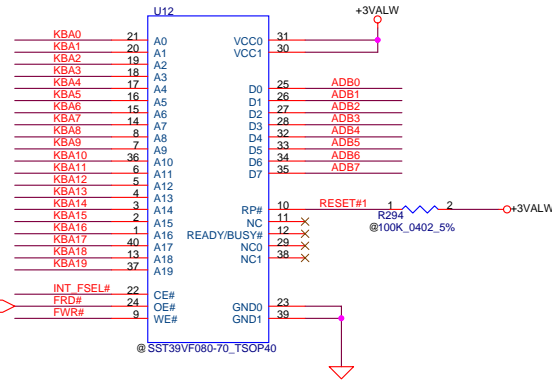 U12
+3VALW
KBA0 21 A0 VCC0 31
KBA1 20 A1 VCC1 30
KBA2 19 A2
KBA3 18 A3
KBA4 17 A4 D0 25 ADB0
KBA5 16 A5 D1 26 ADB1
KBA6 15 A6 D2 27 ADB2
KBA7 14 A7 D3 28 ADB3
KBA8 8 A8 D4 32 ADB4
KBA9 7 A9 D5 33 ADB5
KBA10 36 A10 D6 34 ADB6
KBA11 6 A11 D7 35 ADB7
KBA12 5 A12
KBA13 4 A13
KBA14 3 A14 RP# 10 RESET#1 1 2 +3VALW
KBA15 2 A15 NC 11 R294
KBA16 1 A16 READY/BUSY# 12 @100K_0402_5%
KBA17 40 A17 NC0 29
KBA18 13 A18 NC1 38
KBA19 37 A19
INT_FSEL# 22 CE# GND0 23
FRD# 24 OE# GND1 39
FWR# 9 WE#
@SST39VF080-70_TSOP40